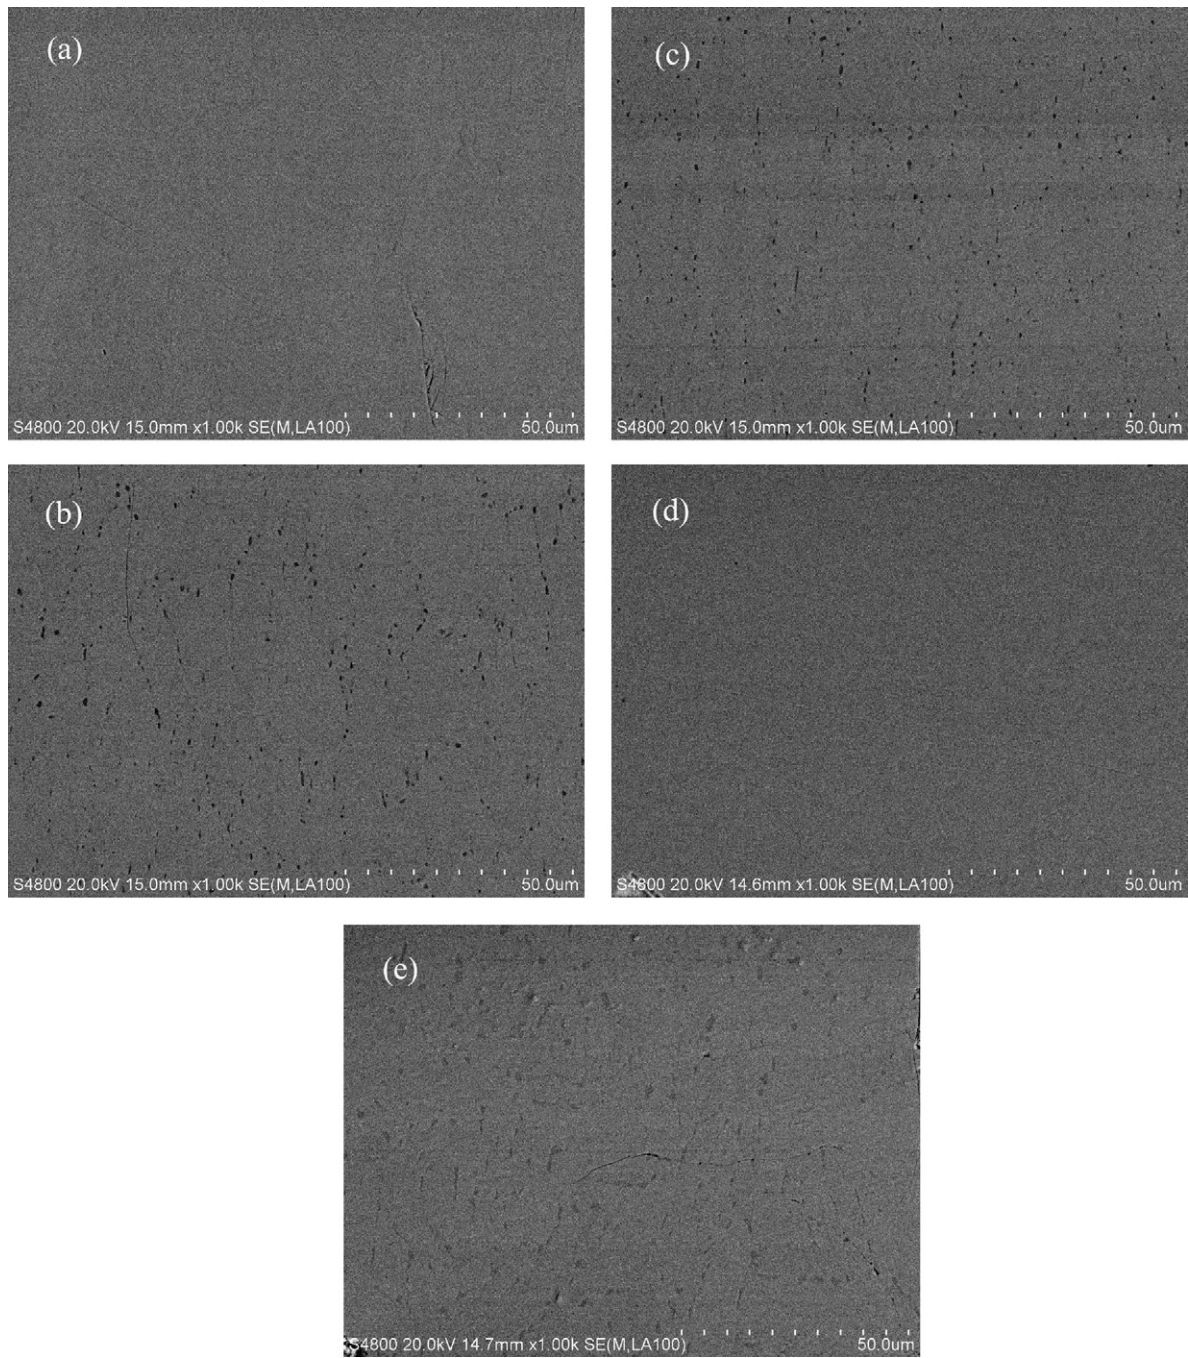 (a)
S4800 20.0kV 15.0mm x1.00k SE(M,LA100) 50.0um
(c)
S4800 20.0kV 15.0mm x1.00k SE(M,LA100) 50.0um
(b)
S4800 20.0kV 15.0mm x1.00k SE(M,LA100) 50.0um
(d)
S4800 20.0kV 14.6mm x1.00k SE(M,LA100) 50.0um
(e)
S4800 20.0kV 14.7mm x1.00k SE(M,LA100) 50.0um